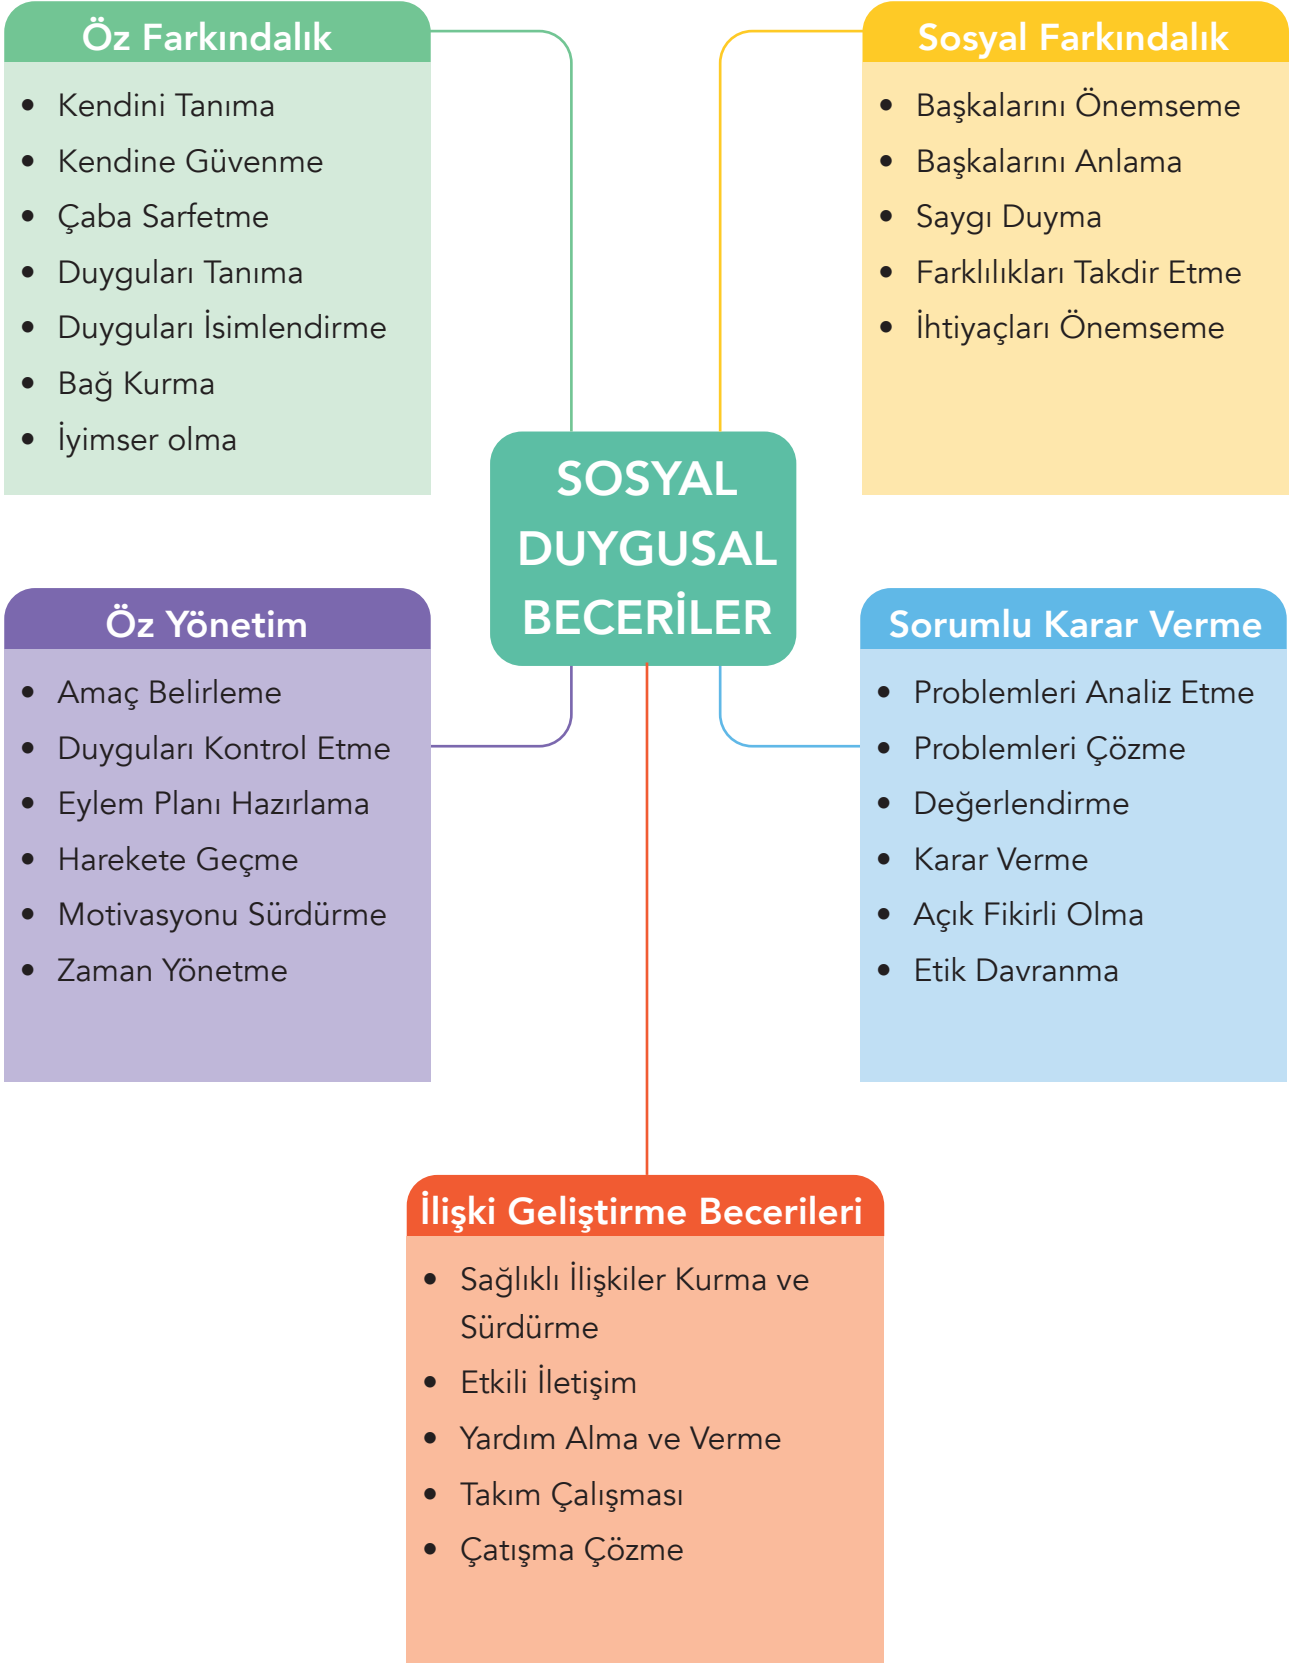 Öz Farkındalık
• Kendini Tanıma
• Kendine Güvenme
• Çaba Sarfetme
• Duyguları Tanıma
• Duyguları İsimlendirme
• Bağ Kurma
• İyimser olma
Sosyal Farkındalık
• Başkalarını Önemseme
• Başkalarını Anlama
• Saygı Duyma
• Farklılıkları Takdir Etme
• İhtiyaçları Önemseme
SOSYAL
DUYGUSAL
BECERİLER
Öz Yönetim
• Amaç Belirleme
• Duyguları Kontrol Etme
• Eylem Planı Hazırlama
• Harekete Geçme
• Motivasyonu Sürdürme
• Zaman Yönetme
Sorumlu Karar Verme
• Problemleri Analiz Etme
• Problemleri Çözme
• Değerlendirme
• Karar Verme
• Açık Fikirli Olma
• Etik Davranma
İlişki Geliştirme Becerileri
• Sağlıklı İlişkiler Kurma ve
Sürdürme
• Etkili İletişim
• Yardım Alma ve Verme
• Takım Çalışması
• Çatışma Çözme